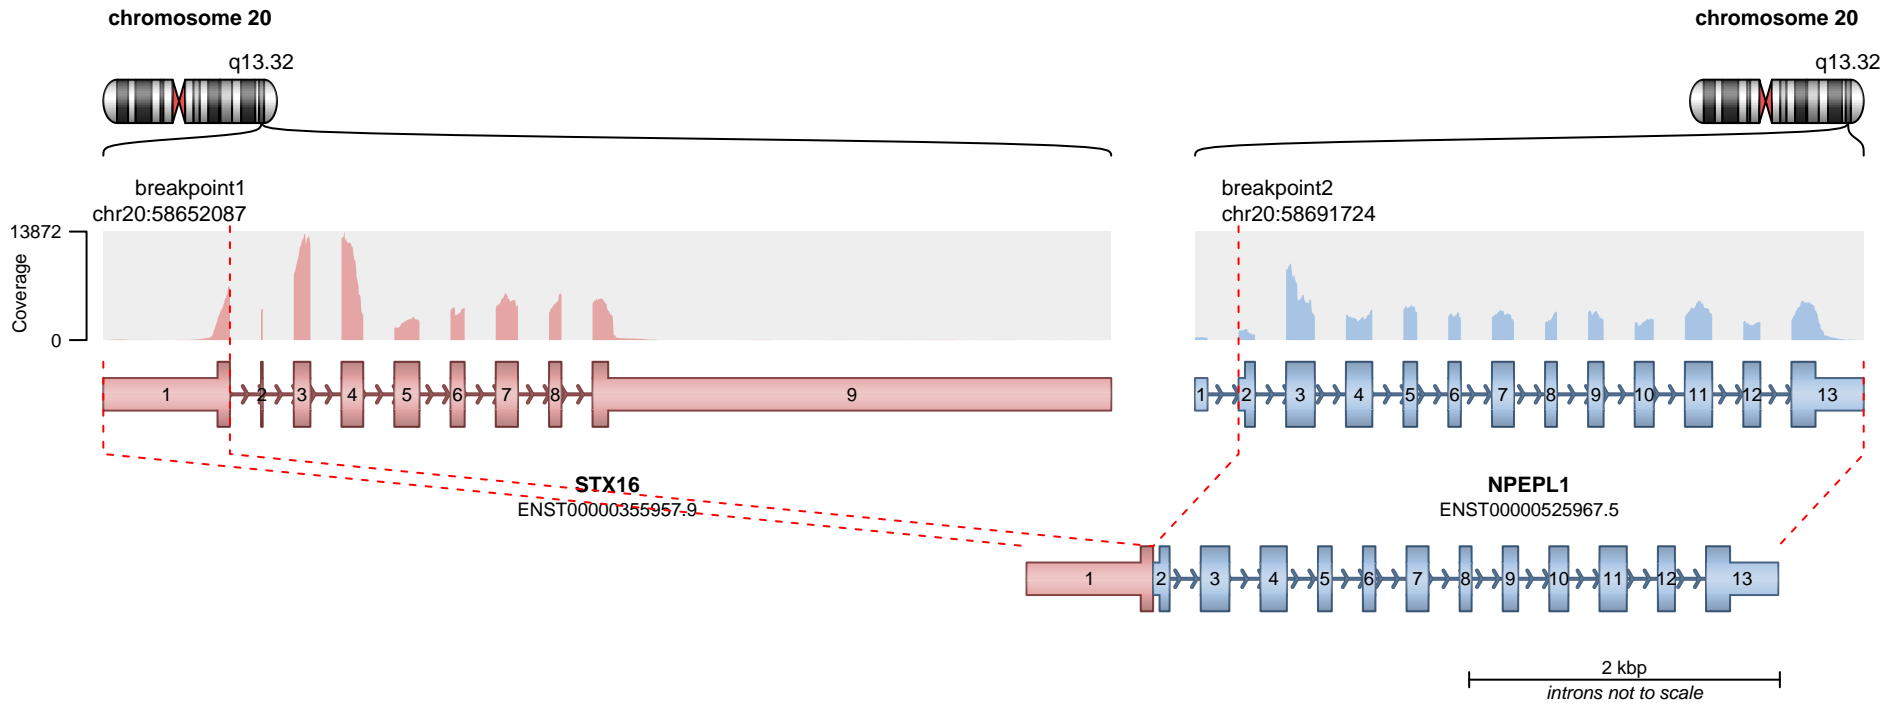 chromosome 20
chromosome 20
q13.32
q13.32
breakpoint1
chr20:58652087
breakpoint2
chr20:58691724
13872
Coverage
0
1 2 3 4 5 6 7 8 9
1 2 3 4 5 6 7 8 9 10 11 12 13
STX16
ENST00000355957.9
NPEPL1
ENST00000525967.5
1 2 3 4 5 6 7 8 9 10 11 12 13
2 kbp
introns not to scale